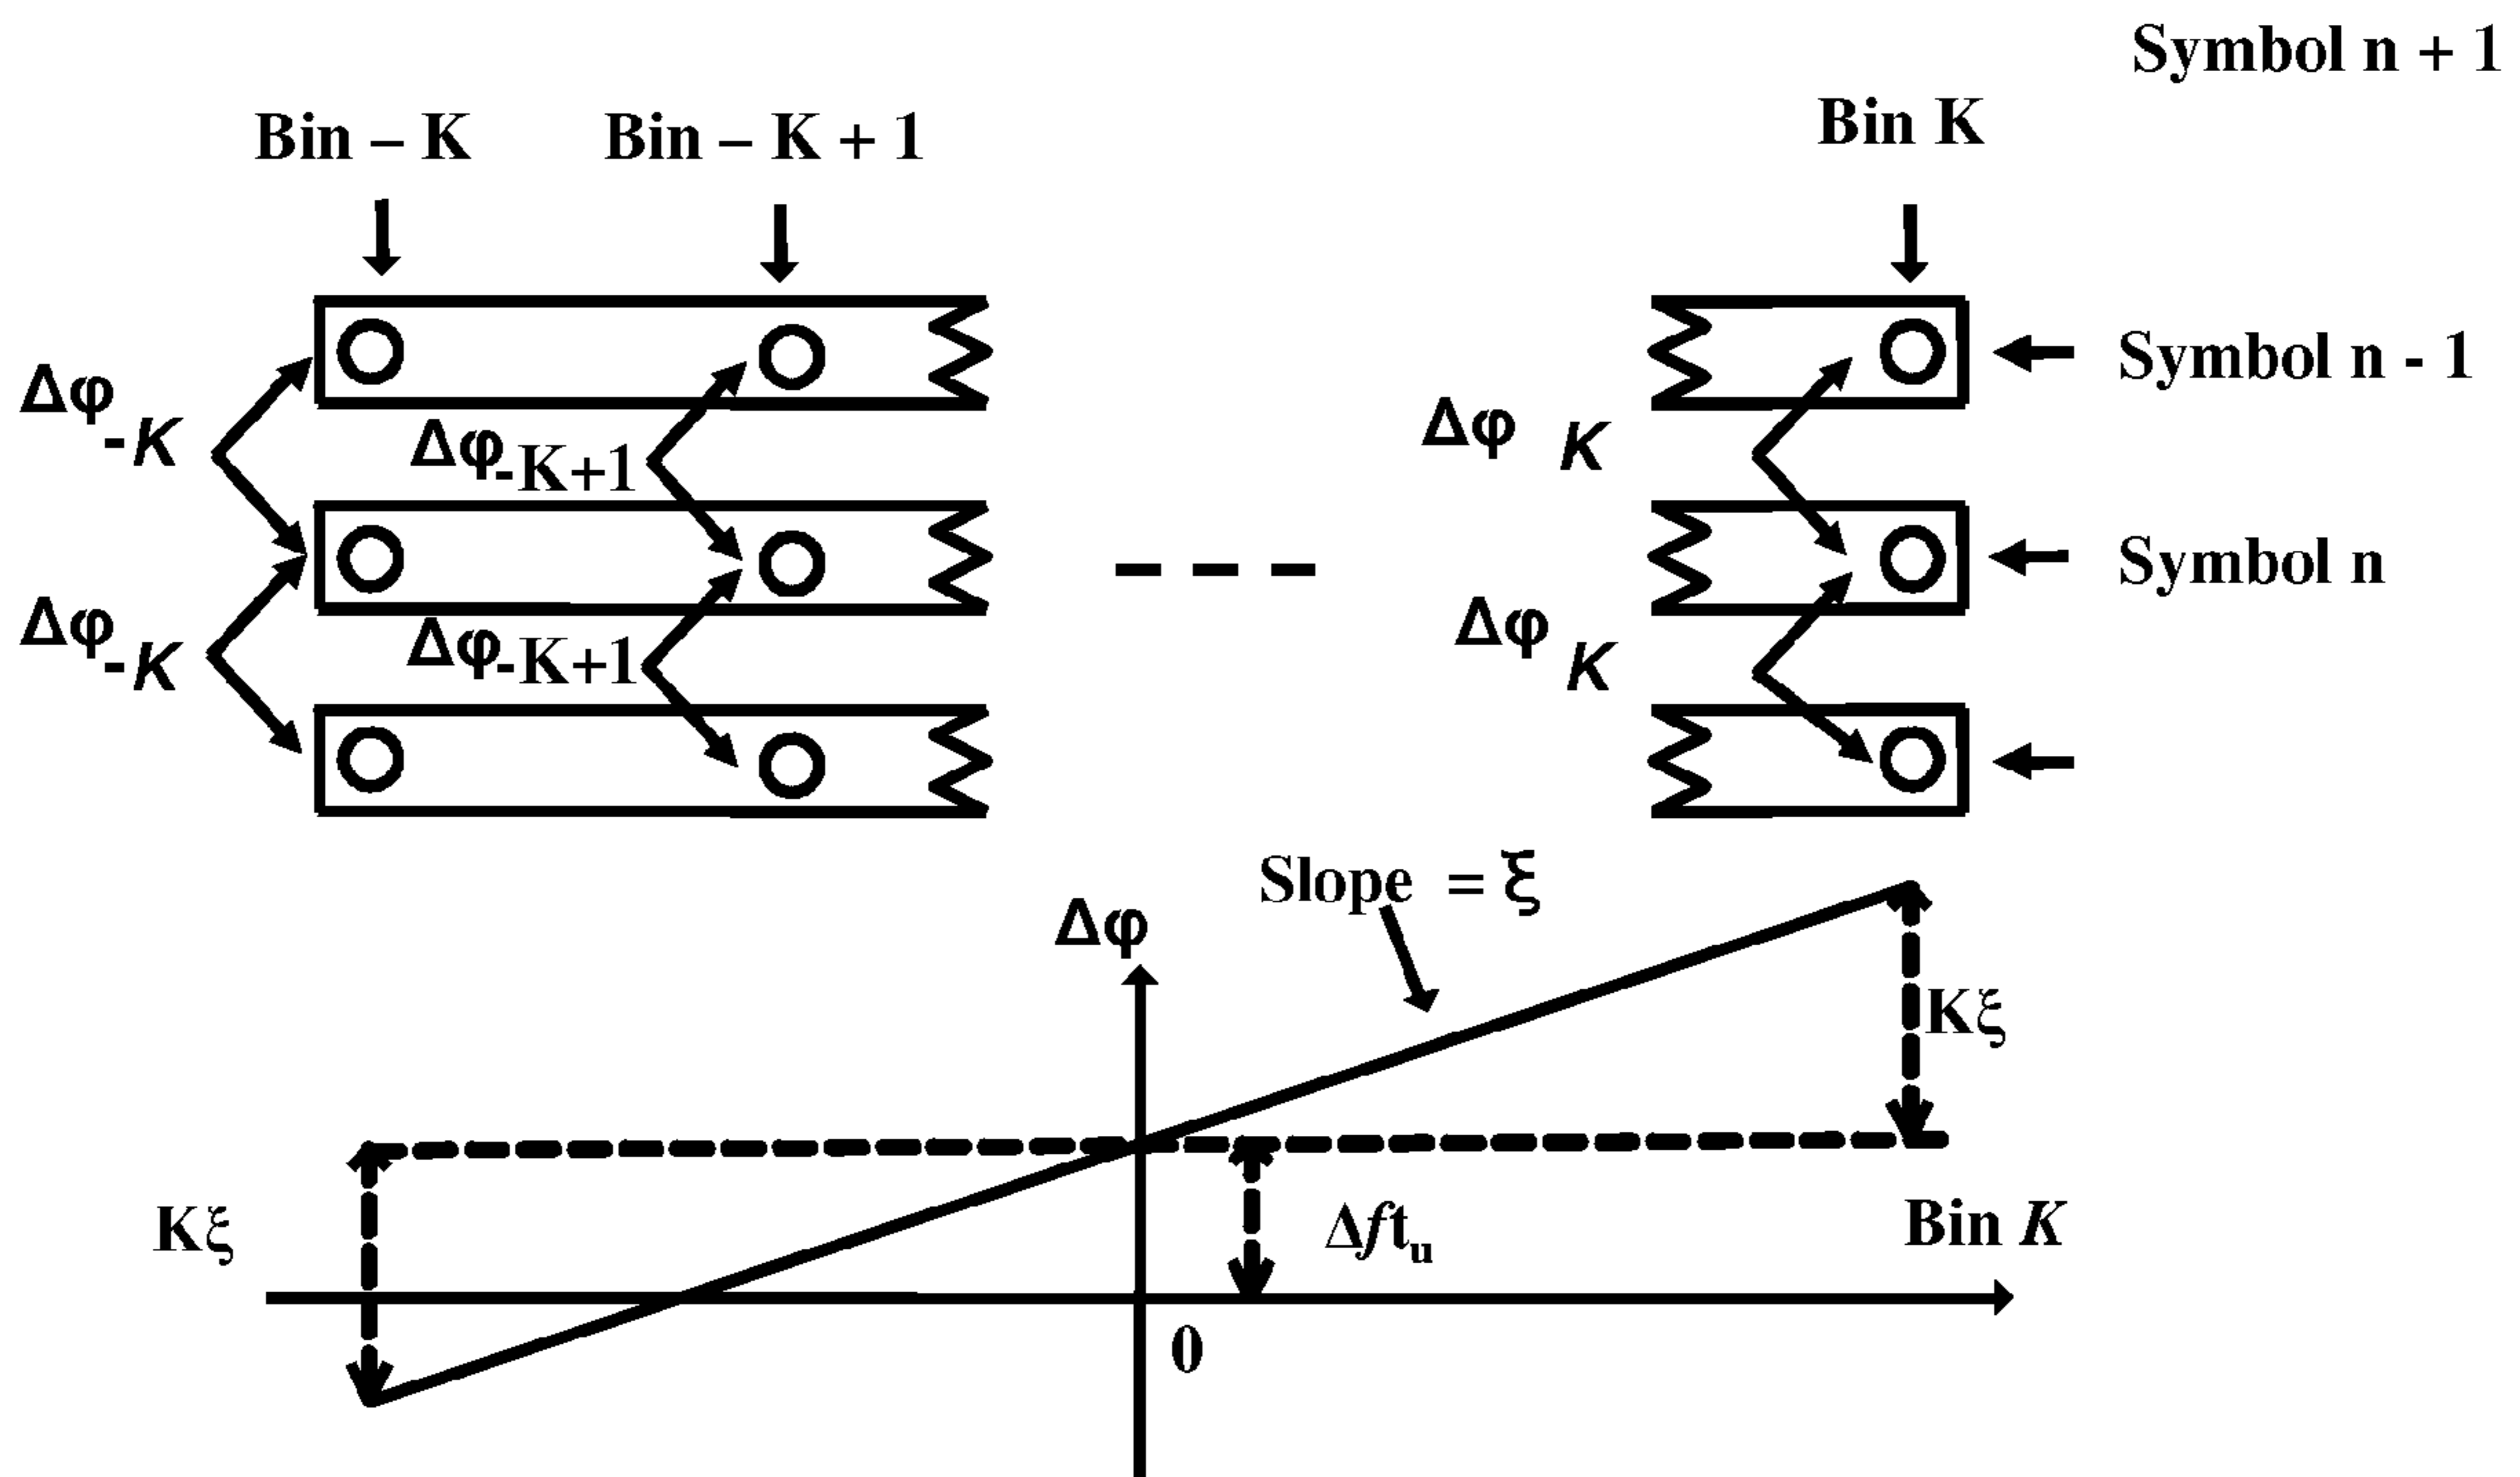 Symbol n + 1
Bin – K
Bin – K + 1
Bin K
Symbol n - 1
Δφ-K
Δφ-K+1
Δφ K
Symbol n
Δφ-K
Δφ-K+1
Δφ K
Slope = ξ
Δφ
Kξ
Kξ
Δftu
Bin K
0